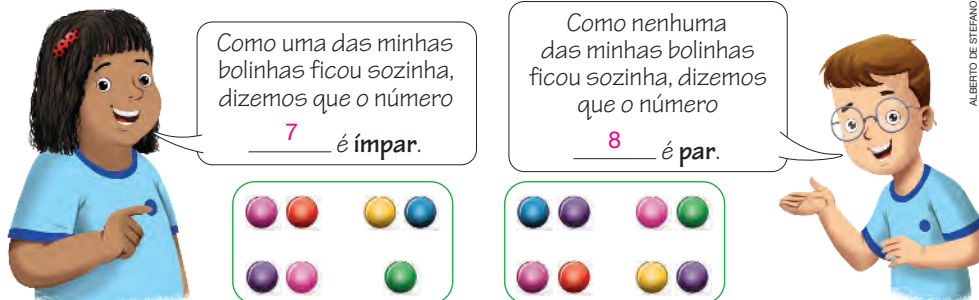 Como uma das minhas
bolinhas ficou sozinha,
dizemos que o número
7 é ímpar.
Como nenhuma
das minhas bolinhas
ficou sozinha, dizemos
que o número
8 é par.
ALBERTO DE STEFANO